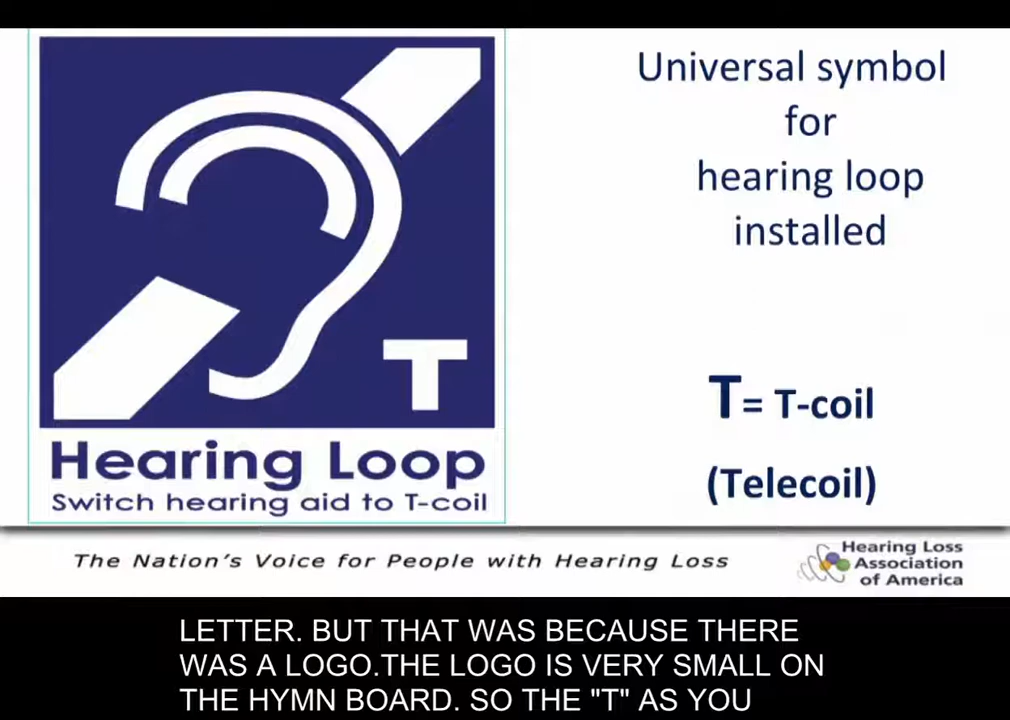 Universal symbol
for
hearing loop
installed
T
Hearing Loop
Switch hearing aid to T-coil
T= T-coil
(Telecoil)
The Nation's Voice for People with Hearing Loss
Hearing Loss
Association
of America
LETTER. BUT THAT WAS BECAUSE THERE
WAS A LOGO.THE LOGO IS VERY SMALL ON
THE HYMN BOARD. SO THE "T" AS YOU